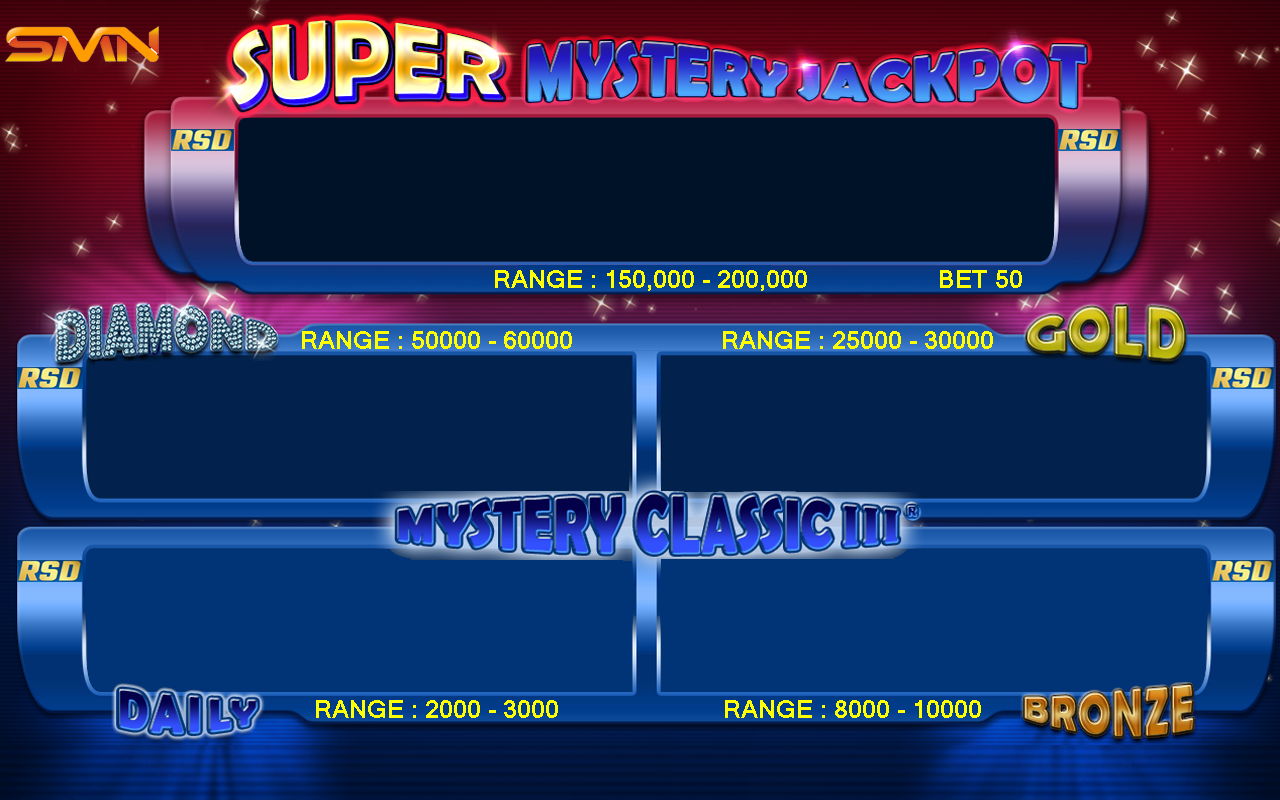 SMN
SUPER MYSTERY JACKPOT
RSD RSD
RANGE : 150,000 - 200,000 BET 50
DIAMOND RANGE : 50000 - 60000 RANGE : 25000 - 30000 GOLD
RSD RSD
MYSTERY CLASSIC III®
RSD RSD
DAILY RANGE : 2000 - 3000 RANGE : 8000 - 10000 BRONZE